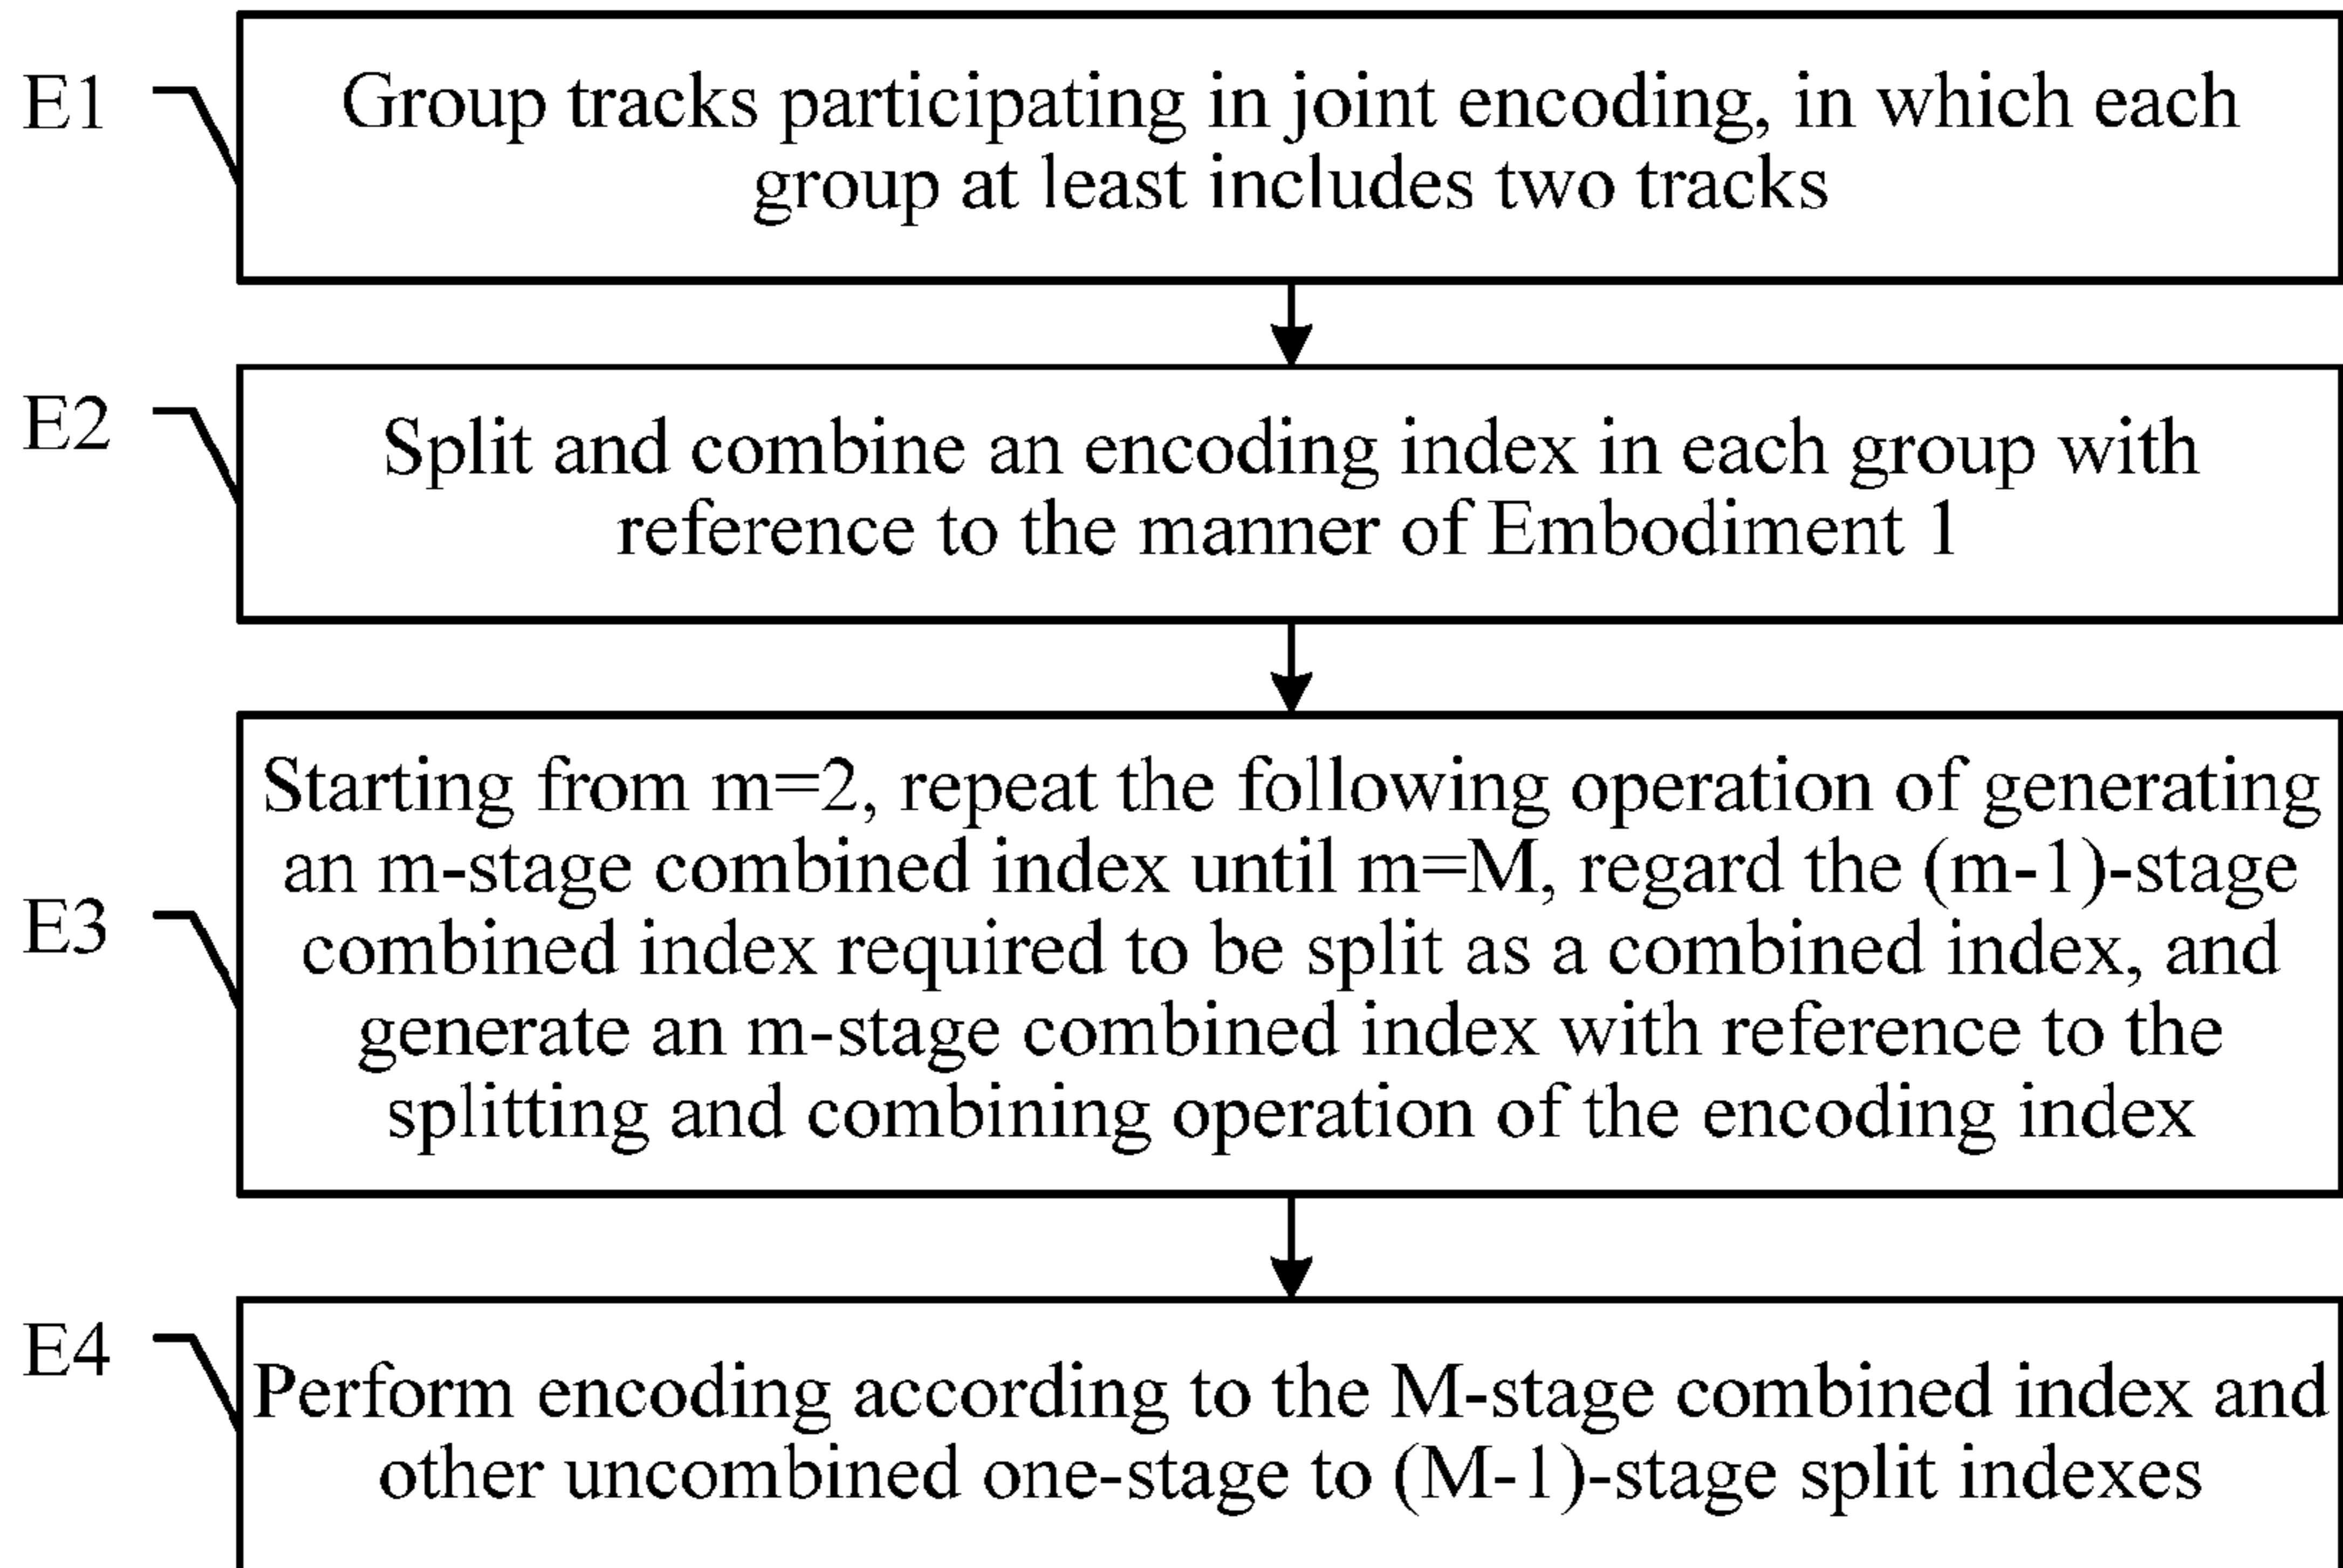 E1
Group tracks participating in joint encoding, in which each
group at least includes two tracks
E2
Split and combine an encoding index in each group with
reference to the manner of Embodiment 1
E3
Starting from m=2, repeat the following operation of generating
an m-stage combined index until m=M, regard the (m-1)-stage
combined index required to be split as a combined index, and
generate an m-stage combined index with reference to the
splitting and combining operation of the encoding index
E4
Perform encoding according to the M-stage combined index and
other uncombined one-stage to (M-1)-stage split indexes